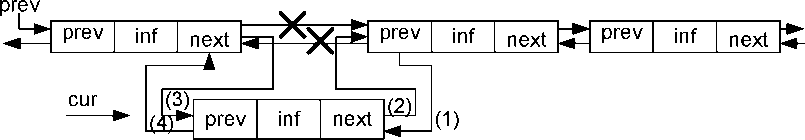 prev
prev inf next prev inf next prev inf next
cur (3) (2) (1)
(4) prev inf next